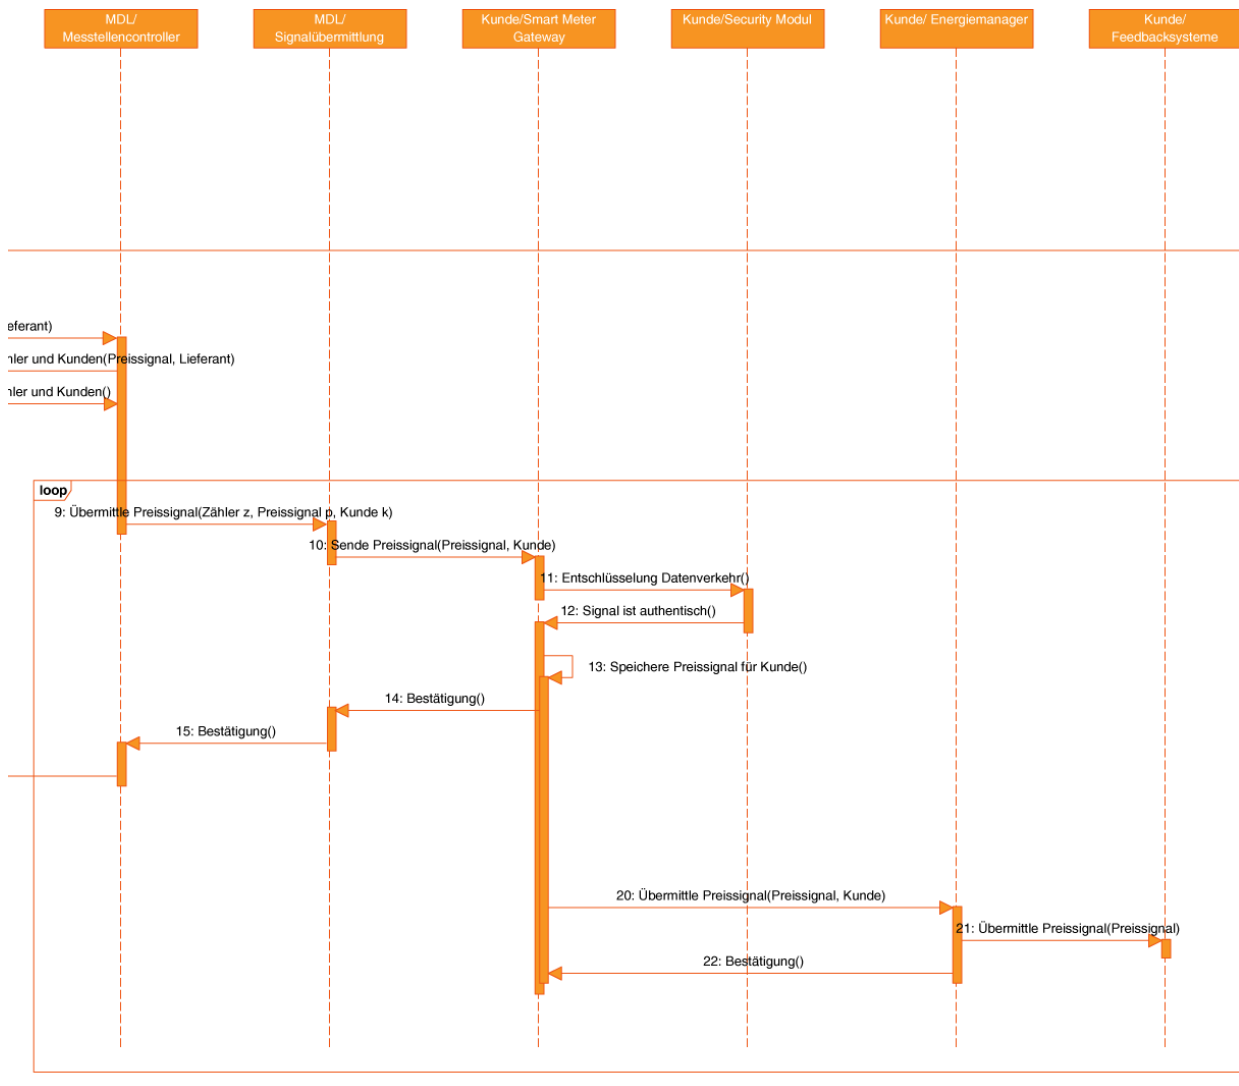 MDL/
Messtellencontroller
MDL/
Signalübermittlung
Kunde/Smart Meter
Gateway
Kunde/Security Modul
Kunde/ Energiemanager
Kunde/
Feedbacksysteme
eferant)
hler und Kunden(Preissignal, Lieferant)
hler und Kunden()
loop
9: Übermittle Preissignal(Zähler z, Preissignal p, Kunde k)
10: Sende Preissignal(Preissignal, Kunde)
11: Entschlüsselung Datenverkehr()
12: Signal ist authentisch()
13: Speichere Preissignal für Kunde()
14: Bestätigung()
15: Bestätigung()
20: Übermittle Preissignal(Preissignal, Kunde)
21: Übermittle Preissignal(Preissignal)
22: Bestätigung()